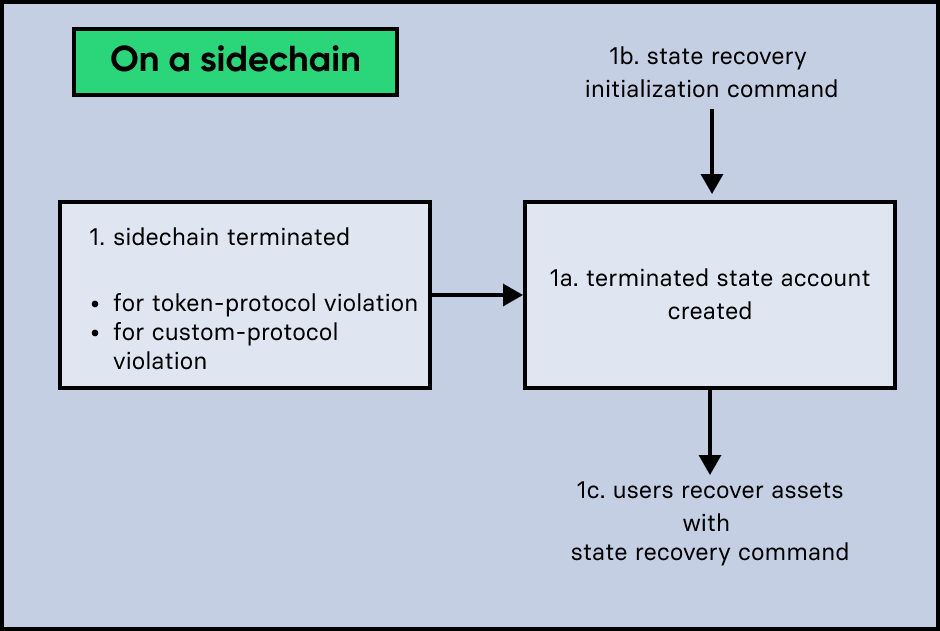 On a sidechain
1b. state recovery
initialization command
1. sidechain terminated
• for token-protocol violation
• for custom-protocol
violation
1a. terminated state account
created
1c. users recover assets
with
state recovery command